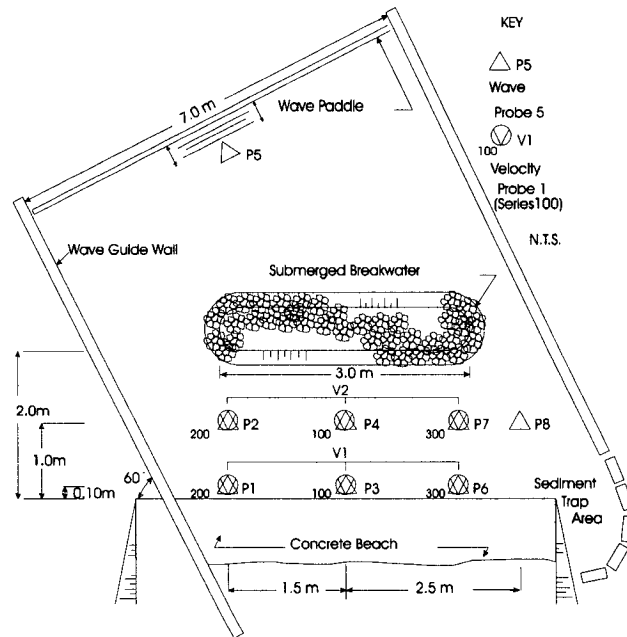 KEY
P5
Wave
Probe 5
V1
100
Velocity
Probe 1
(Series100)
N.T.S.
7.0 m
Wave Paddle
P5
Wave Guide Wall
Submerged Breakwater
3.0 m
2.0m
V2
P2
P4
P7
P8
200
100
300
1.0m
V1
60°
0.10m
200
P1
100
P3
300
P6
Sediment
Trap
Area
Concrete Beach
1.5 m
2.5 m